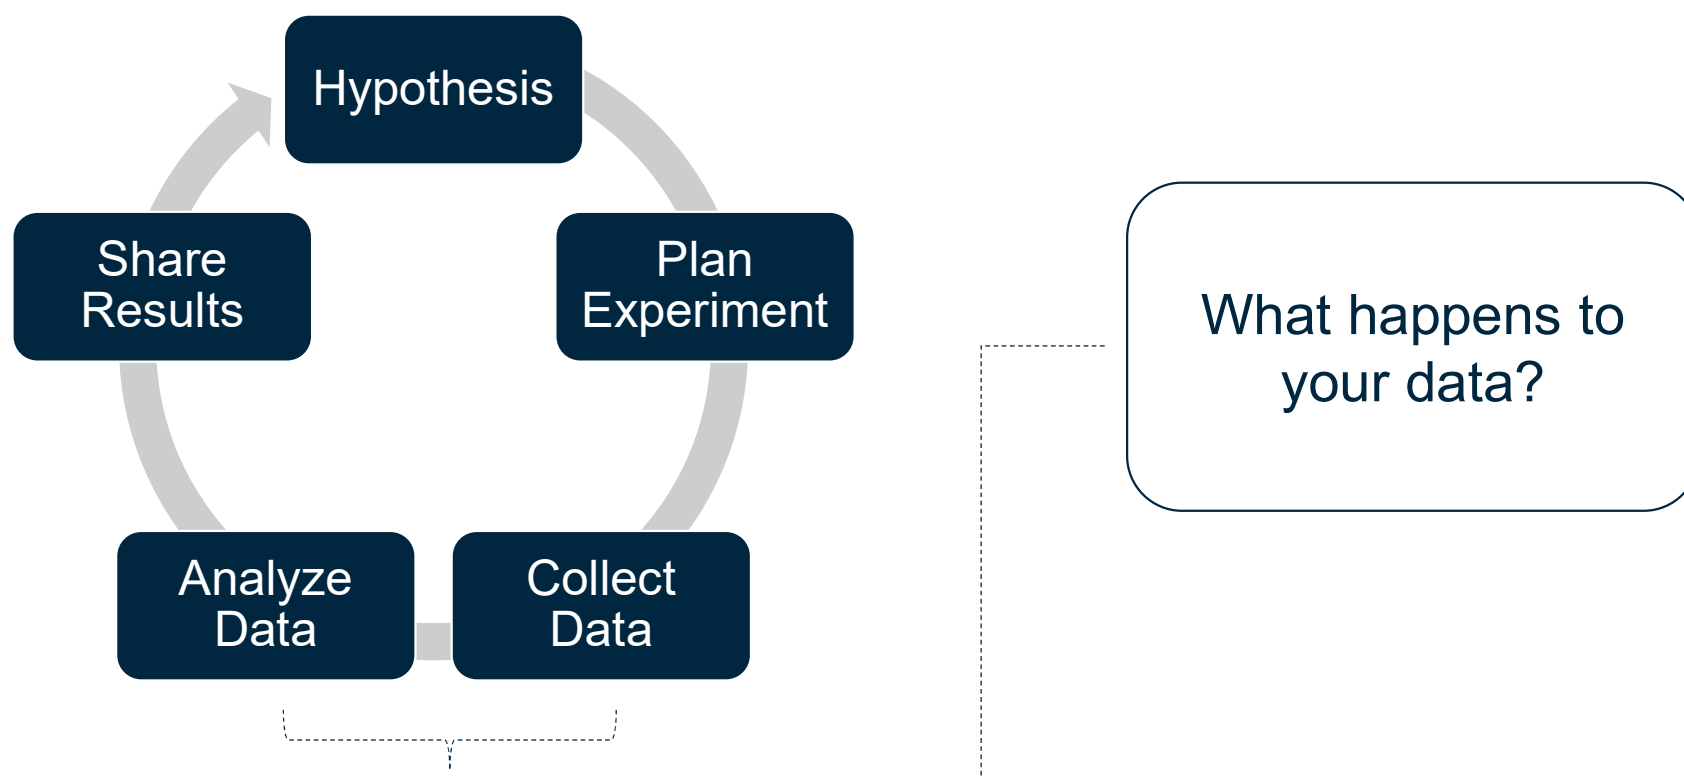 Hypothesis
Plan
Experiment
Collect
Data
Analyze
Data
Share
Results
What happens to
your data?